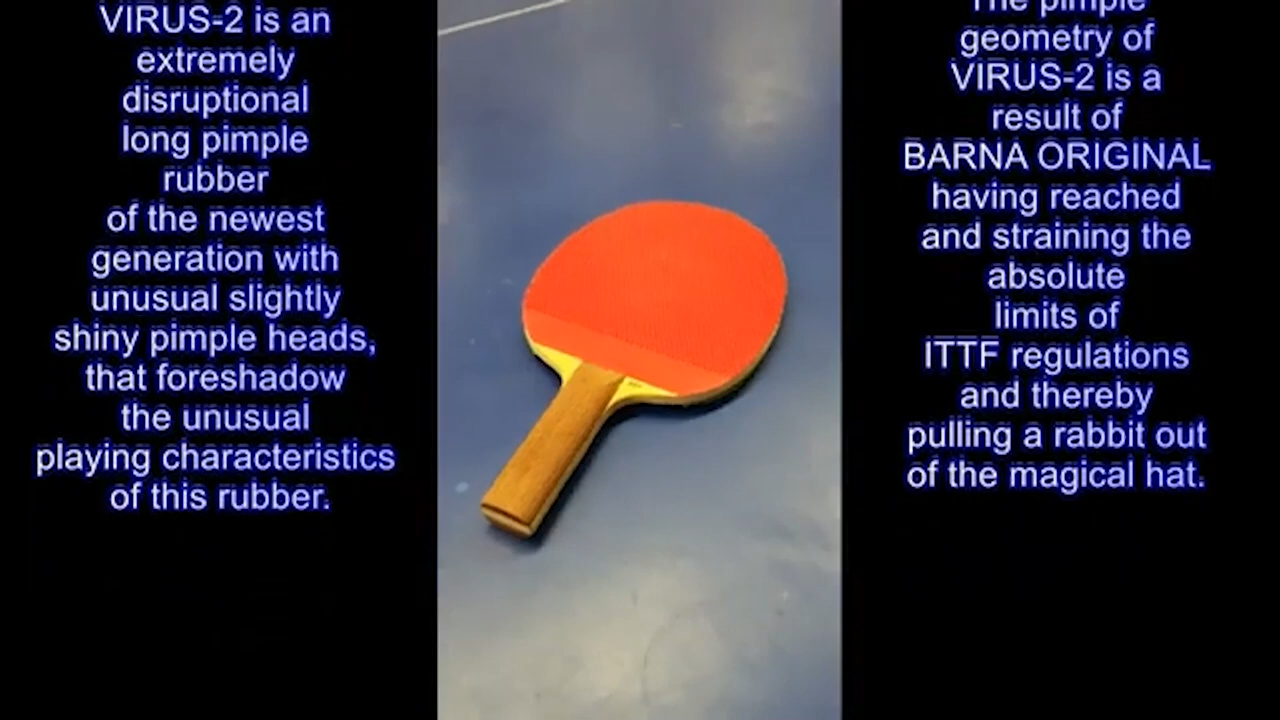 VIRUS-2 is an
extremely
disruptional
long pimple
rubber
of the newest
generation with
unusual slightly
shiny pimple heads,
that foreshadow
the unusual
playing characteristics
of this rubber.
The pimple
geometry of
VIRUS-2 is a
result of
BARNA ORIGINAL
having reached
and straining the
absolute
limits of
ITTF regulations
and thereby
pulling a rabbit out
of the magical hat.